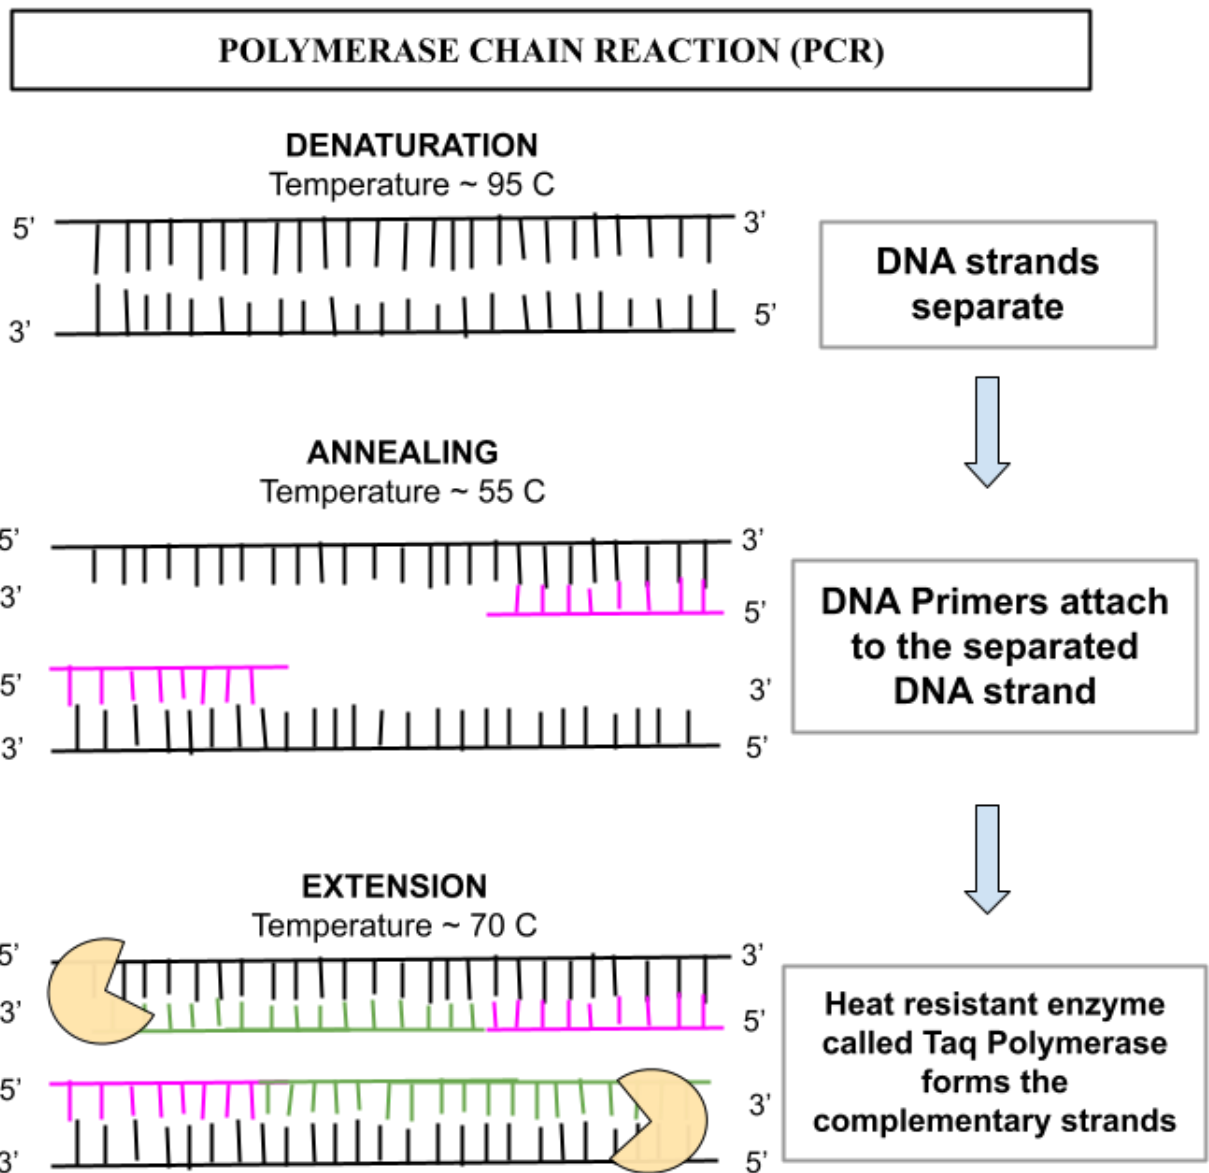 POLYMERASE CHAIN REACTION (PCR)
DENATURATION
Temperature ~ 95 C
5’
3’
3’
5’
DNA strands
separate
ANNEALING
Temperature ~ 55 C
5’
3’
3’
5’
5’
3’
3’
5’
DNA Primers attach
to the separated
DNA strand
EXTENSION
Temperature ~ 70 C
5’
3’
3’
5’
5’
3’
3’
5’
Heat resistant enzyme
called Taq Polymerase
forms the
complementary strands